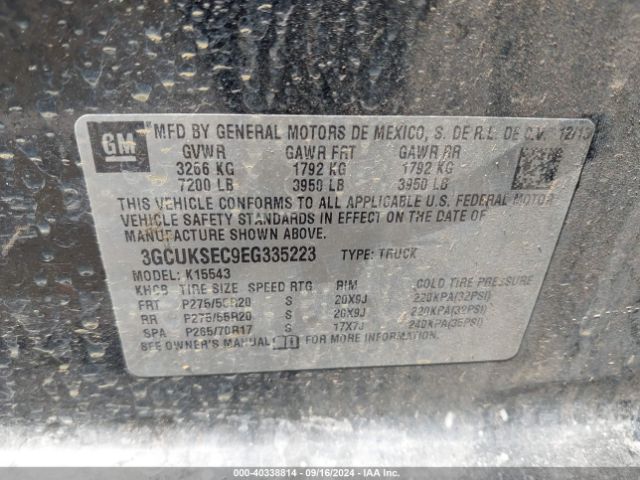 GM
MFD BY GENERAL MOTORS DE MEXICO, S. DE R.L. DE C.V. 12/13
GVWR GAWR FRT GAWR RR
3266 KG 1792 KG 1792 KG
7200 LB 3950 LB 3950 LB
THIS VEHICLE CONFORMS TO ALL APPLICABLE U.S. FEDERAL MOTOR
VEHICLE SAFETY STANDARDS IN EFFECT ON THE DATE OF
MANUFACTURE SHOWN ABOVE.
3GCUKSEC9EG335223 TYPE: TRUCK
MODEL: K15543
KHCB TIRE SIZE SPEED RTG RIM COLD TIRE PRESSURE
FRT P275/55R20 S 20X9J 220KPA(32PSI)
RR P275/55R20 S 20X9J 220KPA(32PSI)
SPA P265/70R17 S 17X7J 240KPA(35PSI)
SEE OWNER'S MANUAL FOR MORE INFORMATION.
000-40338814 - 09/16/2024 - IAA Inc.